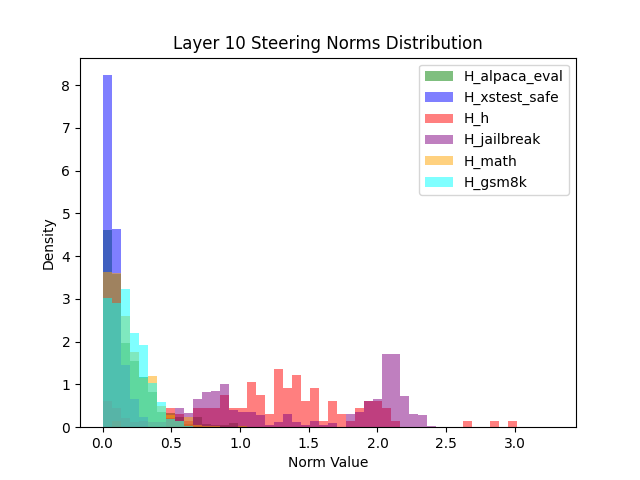 Layer 10 Steering Norms Distribution
H_alpaca_eval
H_xstest_safe
H_h
H_jailbreak
H_math
H_gsm8k
8
7
6
5
4
3
2
1
0
Density
0.0 0.5 1.0 1.5 2.0 2.5 3.0
Norm Value